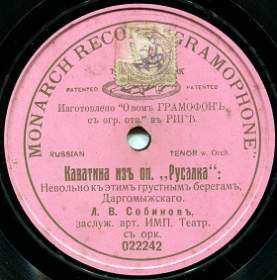 MONARCH RECORD "GRAMOPHONE"
PATENTED PATENTED
Изготовлено "О-вомъ ГРАМОФОНЪ,
съ огр. отв." въ РИГѢ.
RUSSIAN TENOR w. Orch.
Каватина изъ оп. ,,Русалка":
Невольно къ этимъ грустнымъ берегамъ,
Даргомыжскаго.
Л. В. Собиновъ,
заслуж. арт. ИМП. Театр.
съ орк.
022242